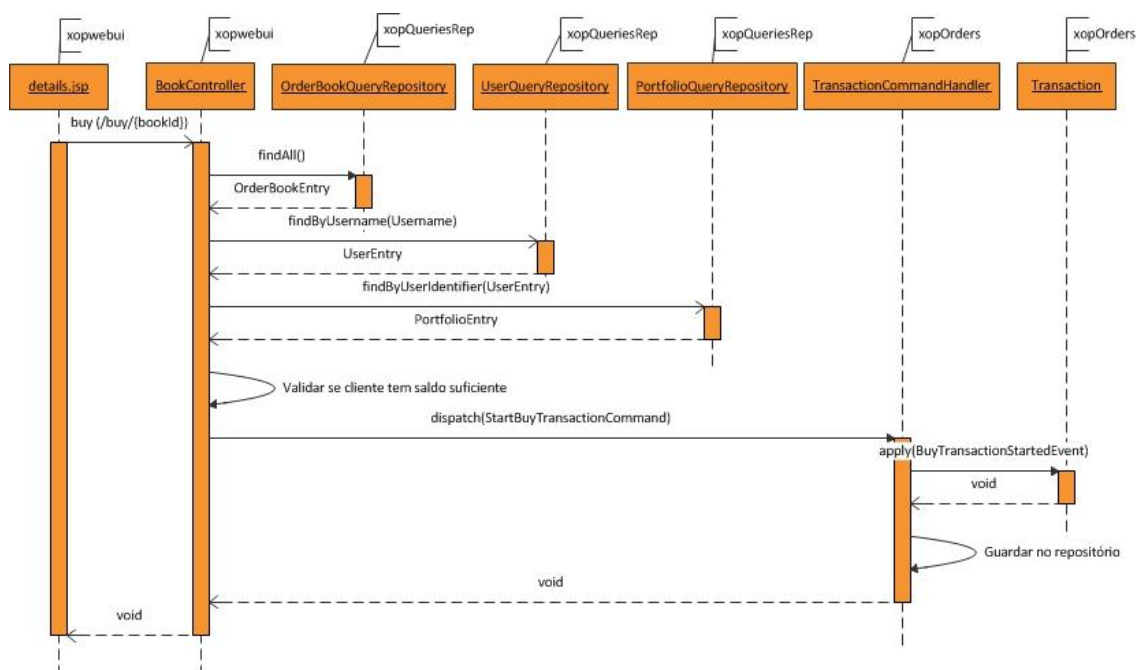 xopwebui
xopwebui
xopQueriesRep
xopQueriesRep
xopQueriesRep
xopOrders
xopOrders
details.jsp
BookController
OrderBookQueryRepository
UserQueryRepository
PortfolioQueryRepository
TransactionCommandHandler
Transaction
buy (/buy/{bookId})
findAll()
OrderBookEntry
findByUsername(Username)
UserEntry
findByUserIdentifier(UserEntry)
PortfolioEntry
Validar se cliente tem saldo suficiente
dispatch(StartBuyTransactionCommand)
apply(BuyTransactionStartedEvent)
void
Guardar no repositório
void
void